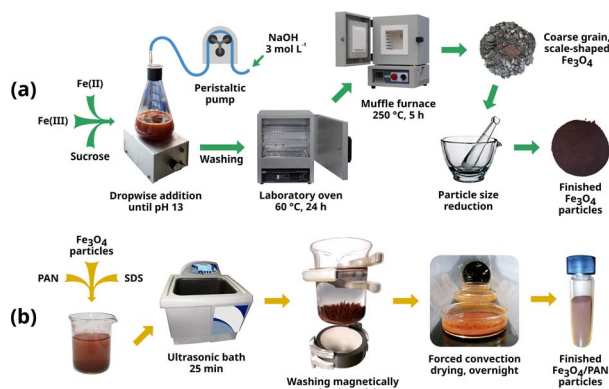 (a)
Fe(II)
Fe(III)
Sucrose
Dropwise addition
until pH 13
Peristaltic
pump
NaOH
3 mol L⁻¹
Washing
Laboratory oven
60 °C, 24 h
Muffle furnace
250 °C, 5 h
Coarse grain,
scale-shaped
Fe₃O₄
Particle size
reduction
Finished
Fe₃O₄
particles
(b)
Fe₃O₄
particles
PAN
SDS
Ultrasonic bath
25 min
Washing magnetically
Forced convection
drying, overnight
Finished
Fe₃O₄/PAN
particles